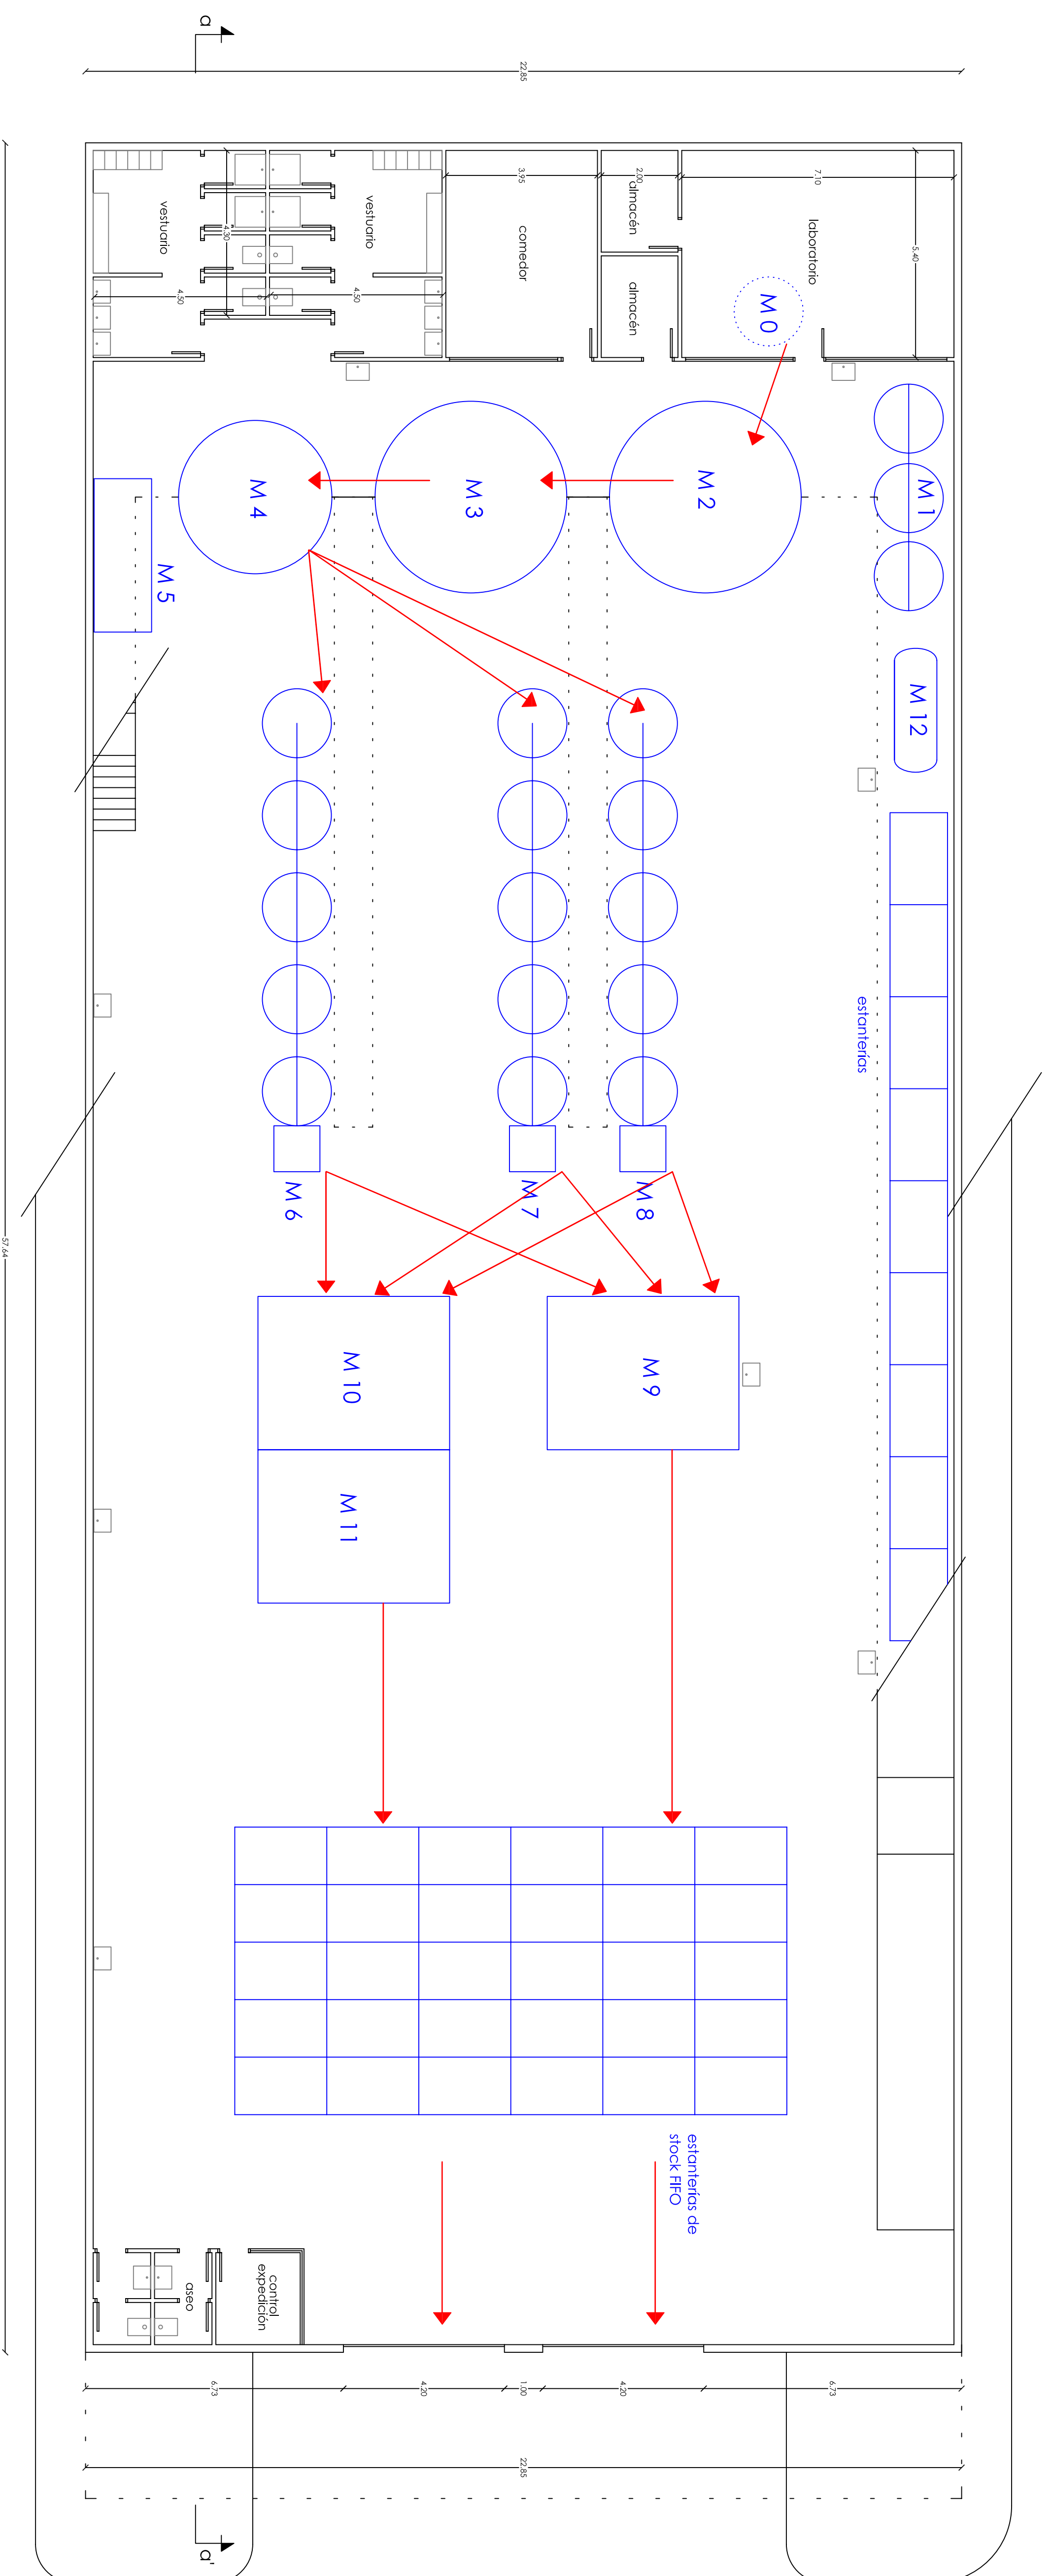 a
22.85
vestuario
4.30
vestuario
4.50
4.50
3.95
comedor
2.00
almacén
almacén
7.10
laboratorio
5.40
M 0
M 1
M 2
M 3
M 4
M 5
M 12
estanterías
M 6
M 7
M 8
57.64
M 10
M 9
M 11
estanterías de
stock FIFO
aseo
control
expedición
6.73
4.20
1.00
4.20
6.73
22.85
a'